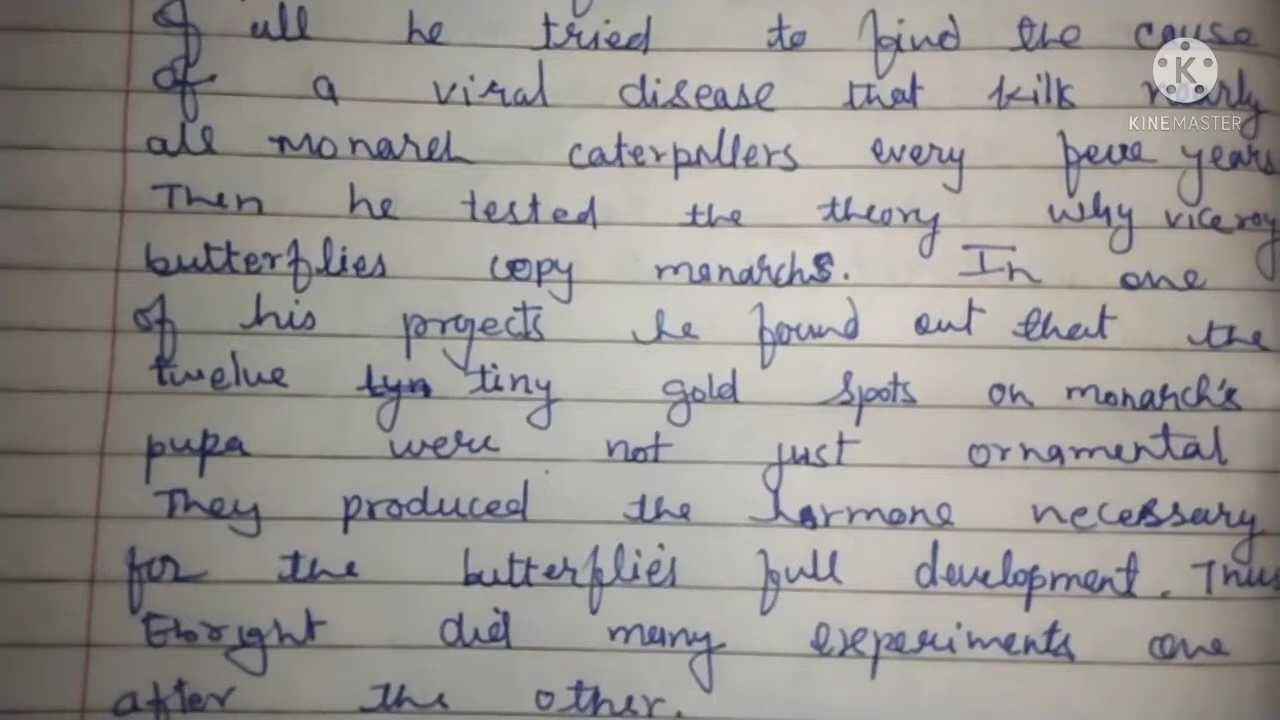 of all he tried to find the cause
of a viral disease that kills nearly
all monarch caterpillers every few years
Then he tested the theory why viceroy
butterflies copy monarchs. In one
of his projects he found out that the
twelve tiny gold spots on monarch's
pupa were not just ornamental
They produced the hormone necessary
for the butterflies full development. Thus
Ebright did many experiments one
after the other.
K
KINEMASTER